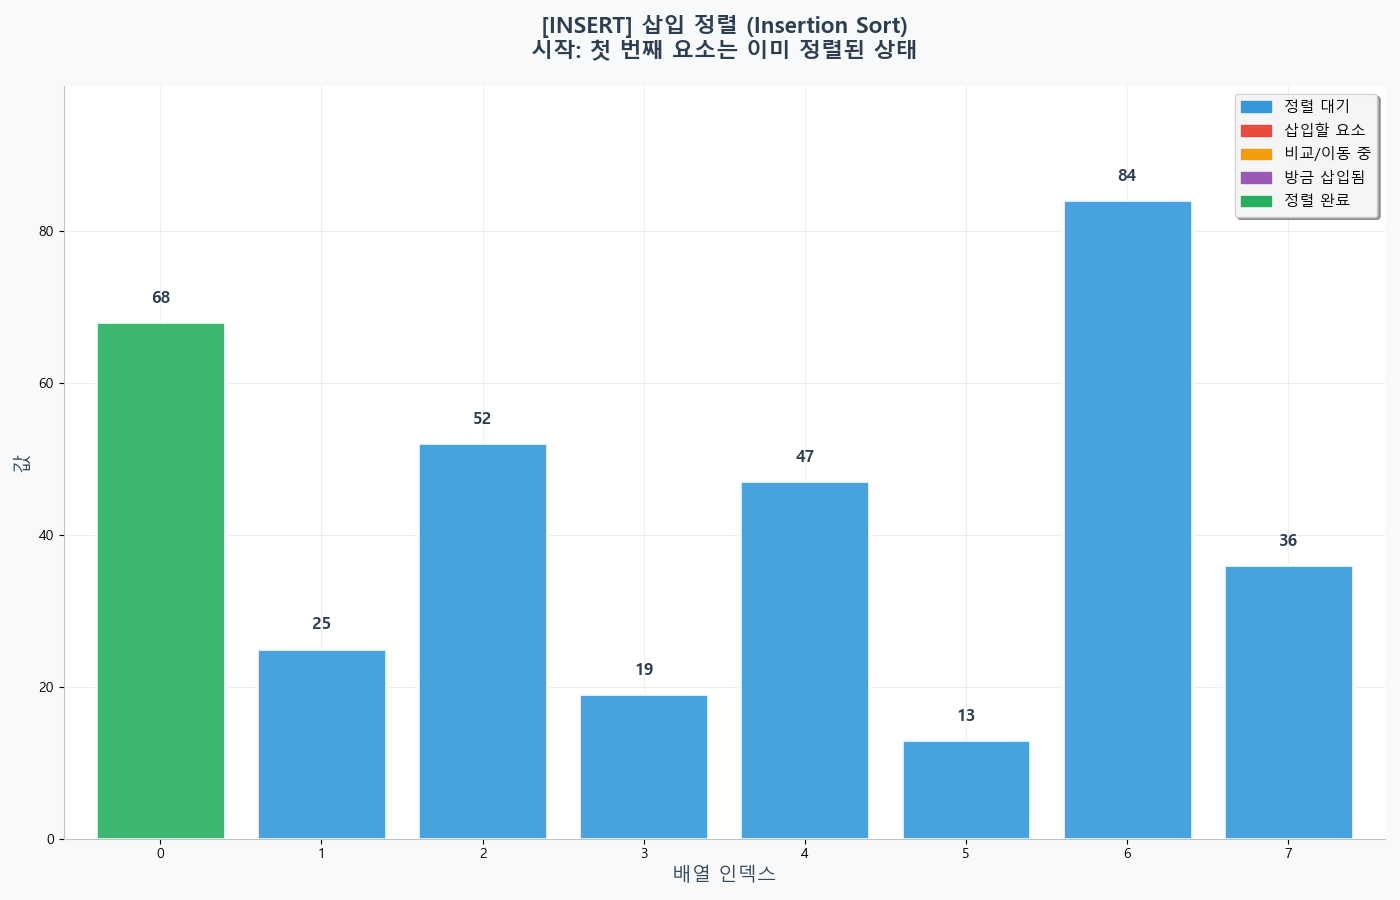 [INSERT] 삽입 정렬 (Insertion Sort)
시작: 첫 번째 요소는 이미 정렬된 상태
정렬 대기
삽입할 요소
비교/이동 중
방금 삽입됨
정렬 완료
값
80
60
40
20
0
68
25
52
19
47
13
84
36
0 1 2 3 4 5 6 7
배열 인덱스